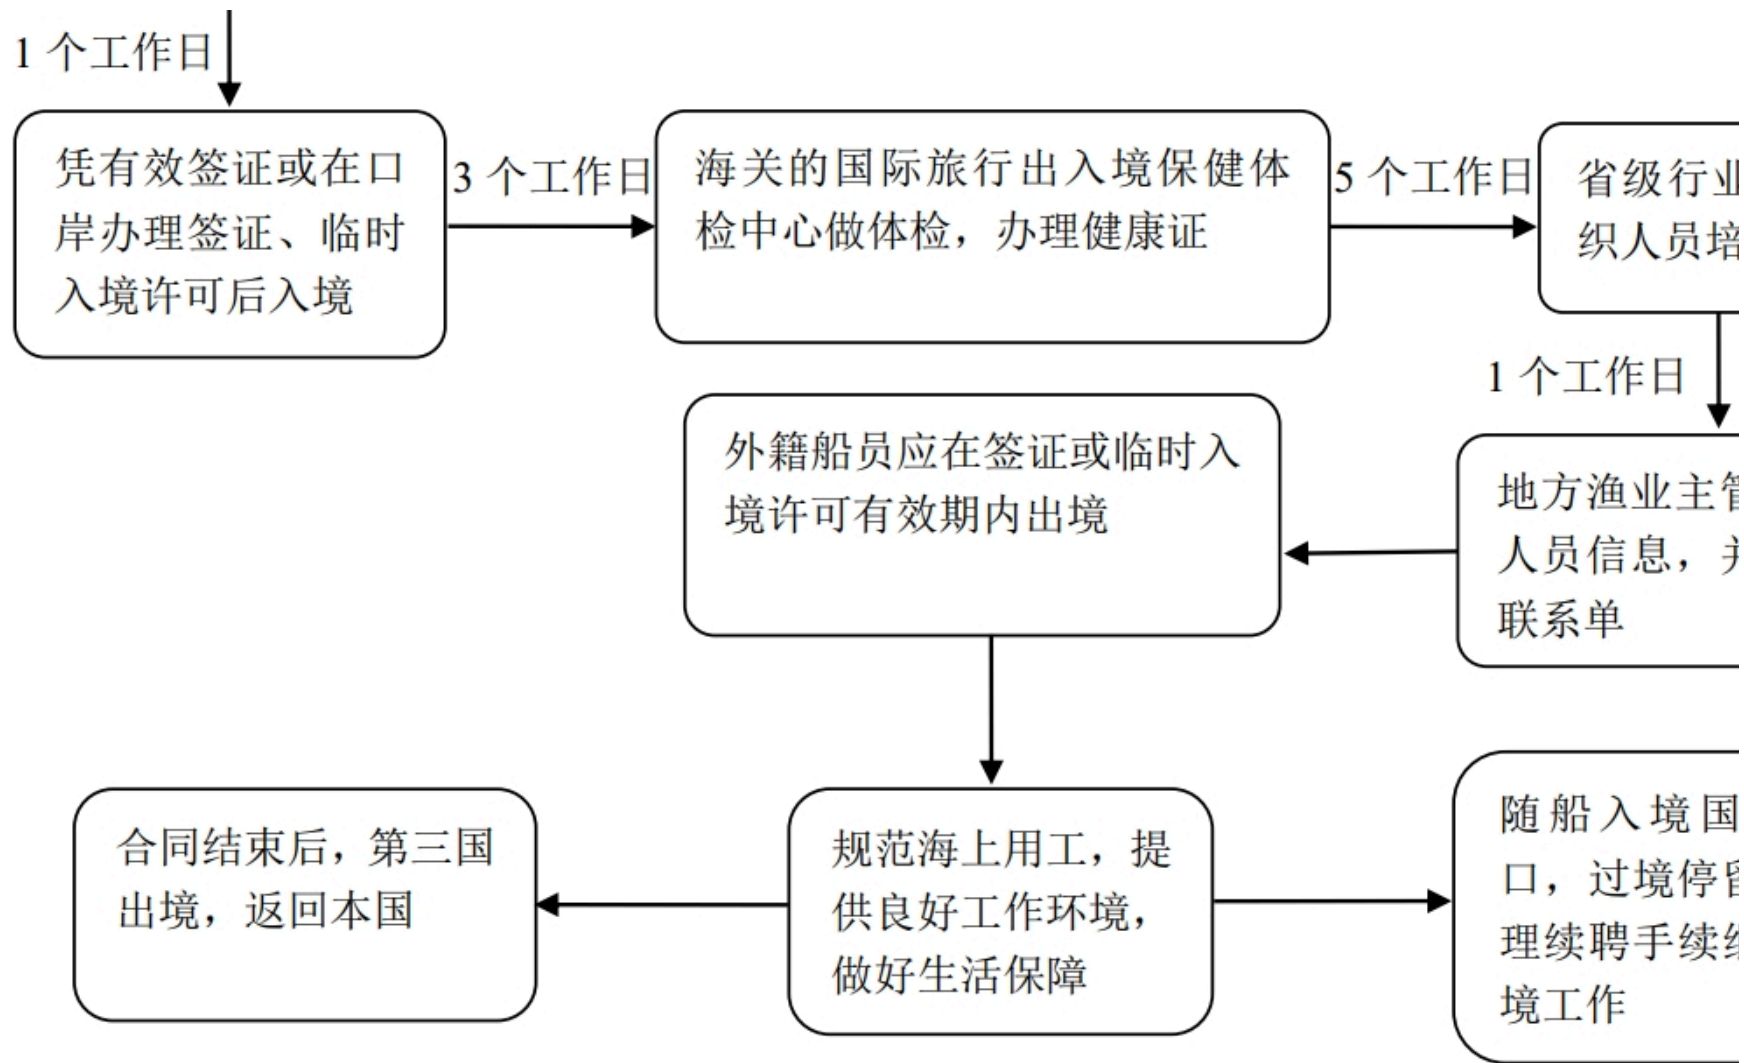 1 个工作日
凭有效签证或在口
岸办理签证、临时
入境许可后入境
3 个工作日
海关的国际旅行出入境保健体
检中心做体检，办理健康证
5 个工作日
省级行业
织人员培
1 个工作日
地方渔业主管
人员信息，并
联系单
外籍船员应在签证或临时入
境许可有效期内出境
规范海上用工，提
供良好工作环境，
做好生活保障
合同结束后，第三国
出境，返回本国
随船入境国
口，过境停留
理续聘手续
境工作